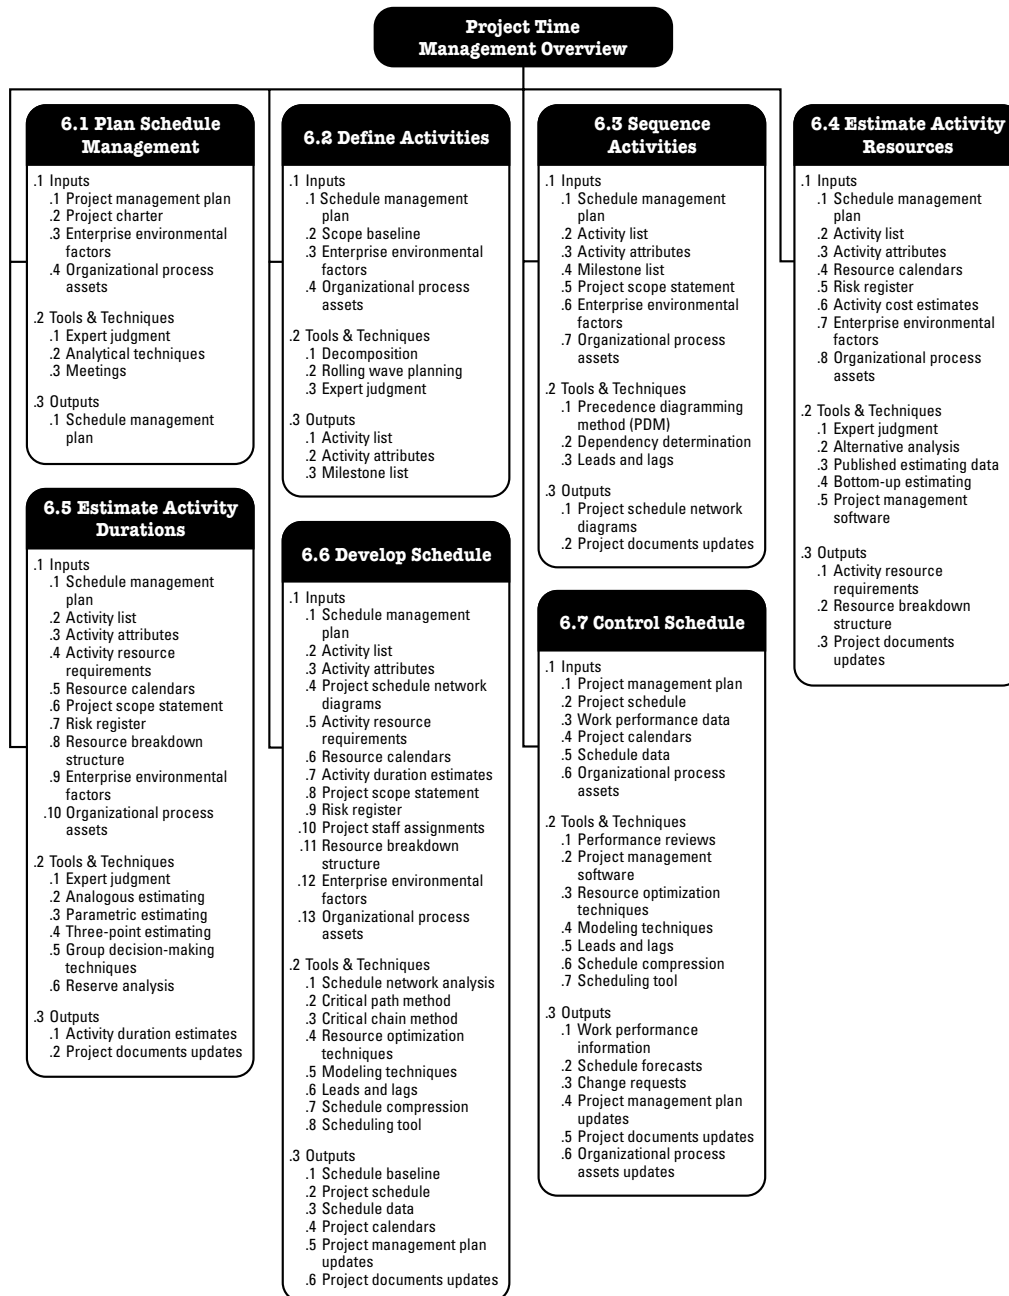 Project Time
Management Overview
6.1 Plan Schedule
Management
.1 Inputs
.1 Project management plan
.2 Project charter
.3 Enterprise environmental
factors
.4 Organizational process
assets
.2 Tools & Techniques
.1 Expert judgment
.2 Analytical techniques
.3 Meetings
.3 Outputs
.1 Schedule management
plan
6.2 Define Activities
.1 Inputs
.1 Schedule management
plan
.2 Scope baseline
.3 Enterprise environmental
factors
.4 Organizational process
assets
.2 Tools & Techniques
.1 Decomposition
.2 Rolling wave planning
.3 Expert judgment
.3 Outputs
.1 Activity list
.2 Activity attributes
.3 Milestone list
6.3 Sequence
Activities
.1 Inputs
.1 Schedule management
plan
.2 Activity list
.3 Activity attributes
.4 Milestone list
.5 Project scope statement
.6 Enterprise environmental
factors
.7 Organizational process
assets
.2 Tools & Techniques
.1 Precedence diagramming
method (PDM)
.2 Dependency determination
.3 Leads and lags
.3 Outputs
.1 Project schedule network
diagrams
.2 Project documents updates
6.4 Estimate Activity
Resources
.1 Inputs
.1 Schedule management
plan
.2 Activity list
.3 Activity attributes
.4 Resource calendars
.5 Risk register
.6 Activity cost estimates
.7 Enterprise environmental
factors
.8 Organizational process
assets
.2 Tools & Techniques
.1 Expert judgment
.2 Alternative analysis
.3 Published estimating data
.4 Bottom-up estimating
.5 Project management
software
.3 Outputs
.1 Activity resource
requirements
.2 Resource breakdown
structure
.3 Project documents
updates
6.5 Estimate Activity
Durations
.1 Inputs
.1 Schedule management
plan
.2 Activity list
.3 Activity attributes
.4 Activity resource
requirements
.5 Resource calendars
.6 Project scope statement
.7 Risk register
.8 Resource breakdown
structure
.9 Enterprise environmental
factors
.10 Organizational process
assets
.2 Tools & Techniques
.1 Expert judgment
.2 Analogous estimating
.3 Parametric estimating
.4 Three-point estimating
.5 Group decision-making
techniques
.6 Reserve analysis
.3 Outputs
.1 Activity duration estimates
.2 Project documents updates
6.6 Develop Schedule
.1 Inputs
.1 Schedule management
plan
.2 Activity list
.3 Activity attributes
.4 Project schedule network
diagrams
.5 Activity resource
requirements
.6 Resource calendars
.7 Activity duration estimates
.8 Project scope statement
.9 Risk register
.10 Project staff assignments
.11 Resource breakdown
structure
.12 Enterprise environmental
factors
.13 Organizational process
assets
.2 Tools & Techniques
.1 Schedule network analysis
.2 Critical path method
.3 Critical chain method
.4 Resource optimization
techniques
.5 Modeling techniques
.6 Leads and lags
.7 Schedule compression
.8 Scheduling tool
.3 Outputs
.1 Schedule baseline
.2 Project schedule
.3 Schedule data
.4 Project calendars
.5 Project management plan
updates
.6 Project documents updates
6.7 Control Schedule
.1 Inputs
.1 Project management plan
.2 Project schedule
.3 Work performance data
.4 Project calendars
.5 Schedule data
.6 Organizational process
assets
.2 Tools & Techniques
.1 Performance reviews
.2 Project management
software
.3 Resource optimization
techniques
.4 Modeling techniques
.5 Leads and lags
.6 Schedule compression
.7 Scheduling tool
.3 Outputs
.1 Work performance
information
.2 Schedule forecasts
.3 Change requests
.4 Project management plan
updates
.5 Project documents updates
.6 Organizational process
assets updates